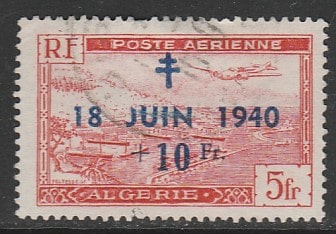 RF POSTE AERIENNE
18 JUIN 1940
+ 10 Fr.
ALGERIE 5fr